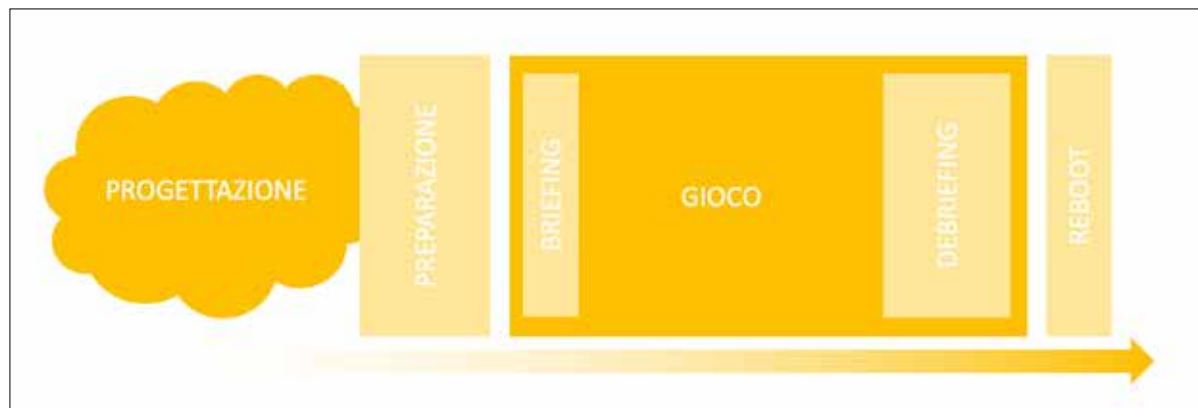 PROGETTAZIONE
PREPARAZIONE
BRIEFING
GIOCO
DEBRIEFING
REBOOT